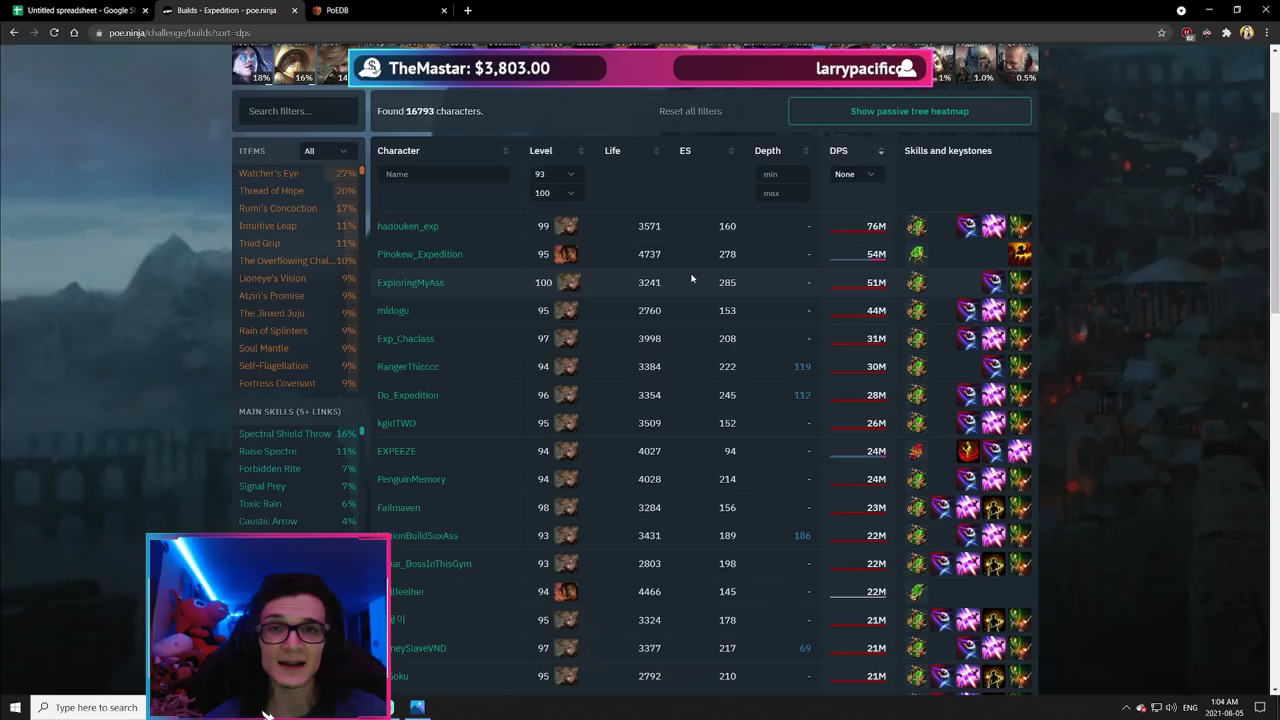 Untitled spreadsheet - Google S
Builds - Expedition - poe.ninja
PoEDB
poe.ninja/challenge/builds?sort=dps
18%
16%
14
1%
1.0%
0.5%
TheMastar: $3,803.00
larrypacific
Search filters...
Found 16793 characters.
Reset all filters
Show passive tree heatmap
ITEMS All
Character Level Life ES Depth DPS Skills and keystones
Watcher's Eye 27%
Thread of Hope 20%
Rumi's Concoction 17%
Intuitive Leap 11%
Triad Grip 11%
The Overflowing Chal... 10%
Lioneye's Vision 9%
Atziri's Promise 9%
The Jinxed Juju 9%
Rain of Splinters 9%
Soul Mantle 9%
Self-Flagellation 9%
Fortress Covenant 9%
MAIN SKILLS (5+ LINKS)
Spectral Shield Throw 16%
Raise Spectre 11%
Forbidden Rite 7%
Signal Prey 7%
Toxic Rain 6%
Caustic Arrow 4%
Name 93 min None
100 max
hadouken_exp 99 3571 160 - 76M
Pinokew_Expedition 95 4737 278 - 54M
ExploringMyAss 100 3241 285 - 51M
mldogu 95 2760 153 - 44M
Exp_Chaclass 97 3998 208 - 31M
RangerThicccc 94 3384 222 119 30M
Do_Expedition 96 3354 245 112 28M
kgirlTWO 95 3509 152 - 26M
EXPEEZE 94 4027 94 - 24M
PenguinMemory 94 4028 214 - 24M
Failmaven 98 3284 156 - 23M
ionBuildSuxAss 93 3431 189 186 22M
ar_BossInThisGym 93 2803 198 - 22M
lfeelher 94 4466 145 - 22M
95 3324 178 - 21M
neySlaveVND 97 3377 217 69 21M
oku 95 2792 210 - 21M
Type here to search
ENG
1:04 AM
2021-08-05